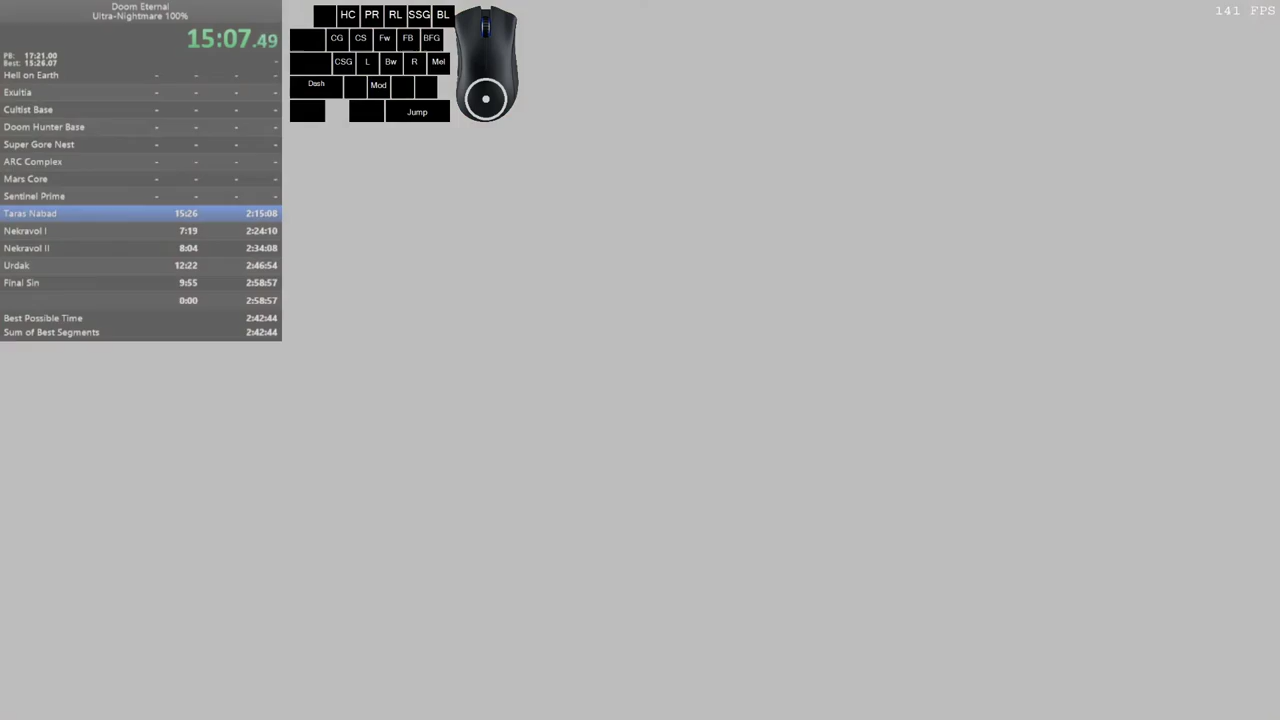 Doom Eternal
Ultra-Nightmare 100%
15:07.49
PB: 17:21.00
Best: 15:26.07
-
Hell on Earth - - - -
Exultia - - - -
Cultist Base - - - -
Doom Hunter Base - - - -
Super Gore Nest - - - -
ARC Complex - - - -
Mars Core - - - -
Sentinel Prime - - - -
Taras Nabad 15:26 2:15:08
Nekravol I 7:19 2:24:10
Nekravol II 8:04 2:34:08
Urdak 12:22 2:46:54
Final Sin 9:55 2:58:57
0:00 2:58:57
Best Possible Time 2:42:44
Sum of Best Segments 2:42:44
HC PR RL SSG BL
CG CS Fw FB BFG
CSG L Bw R Mel
Dash Mod
Jump
141 FPS